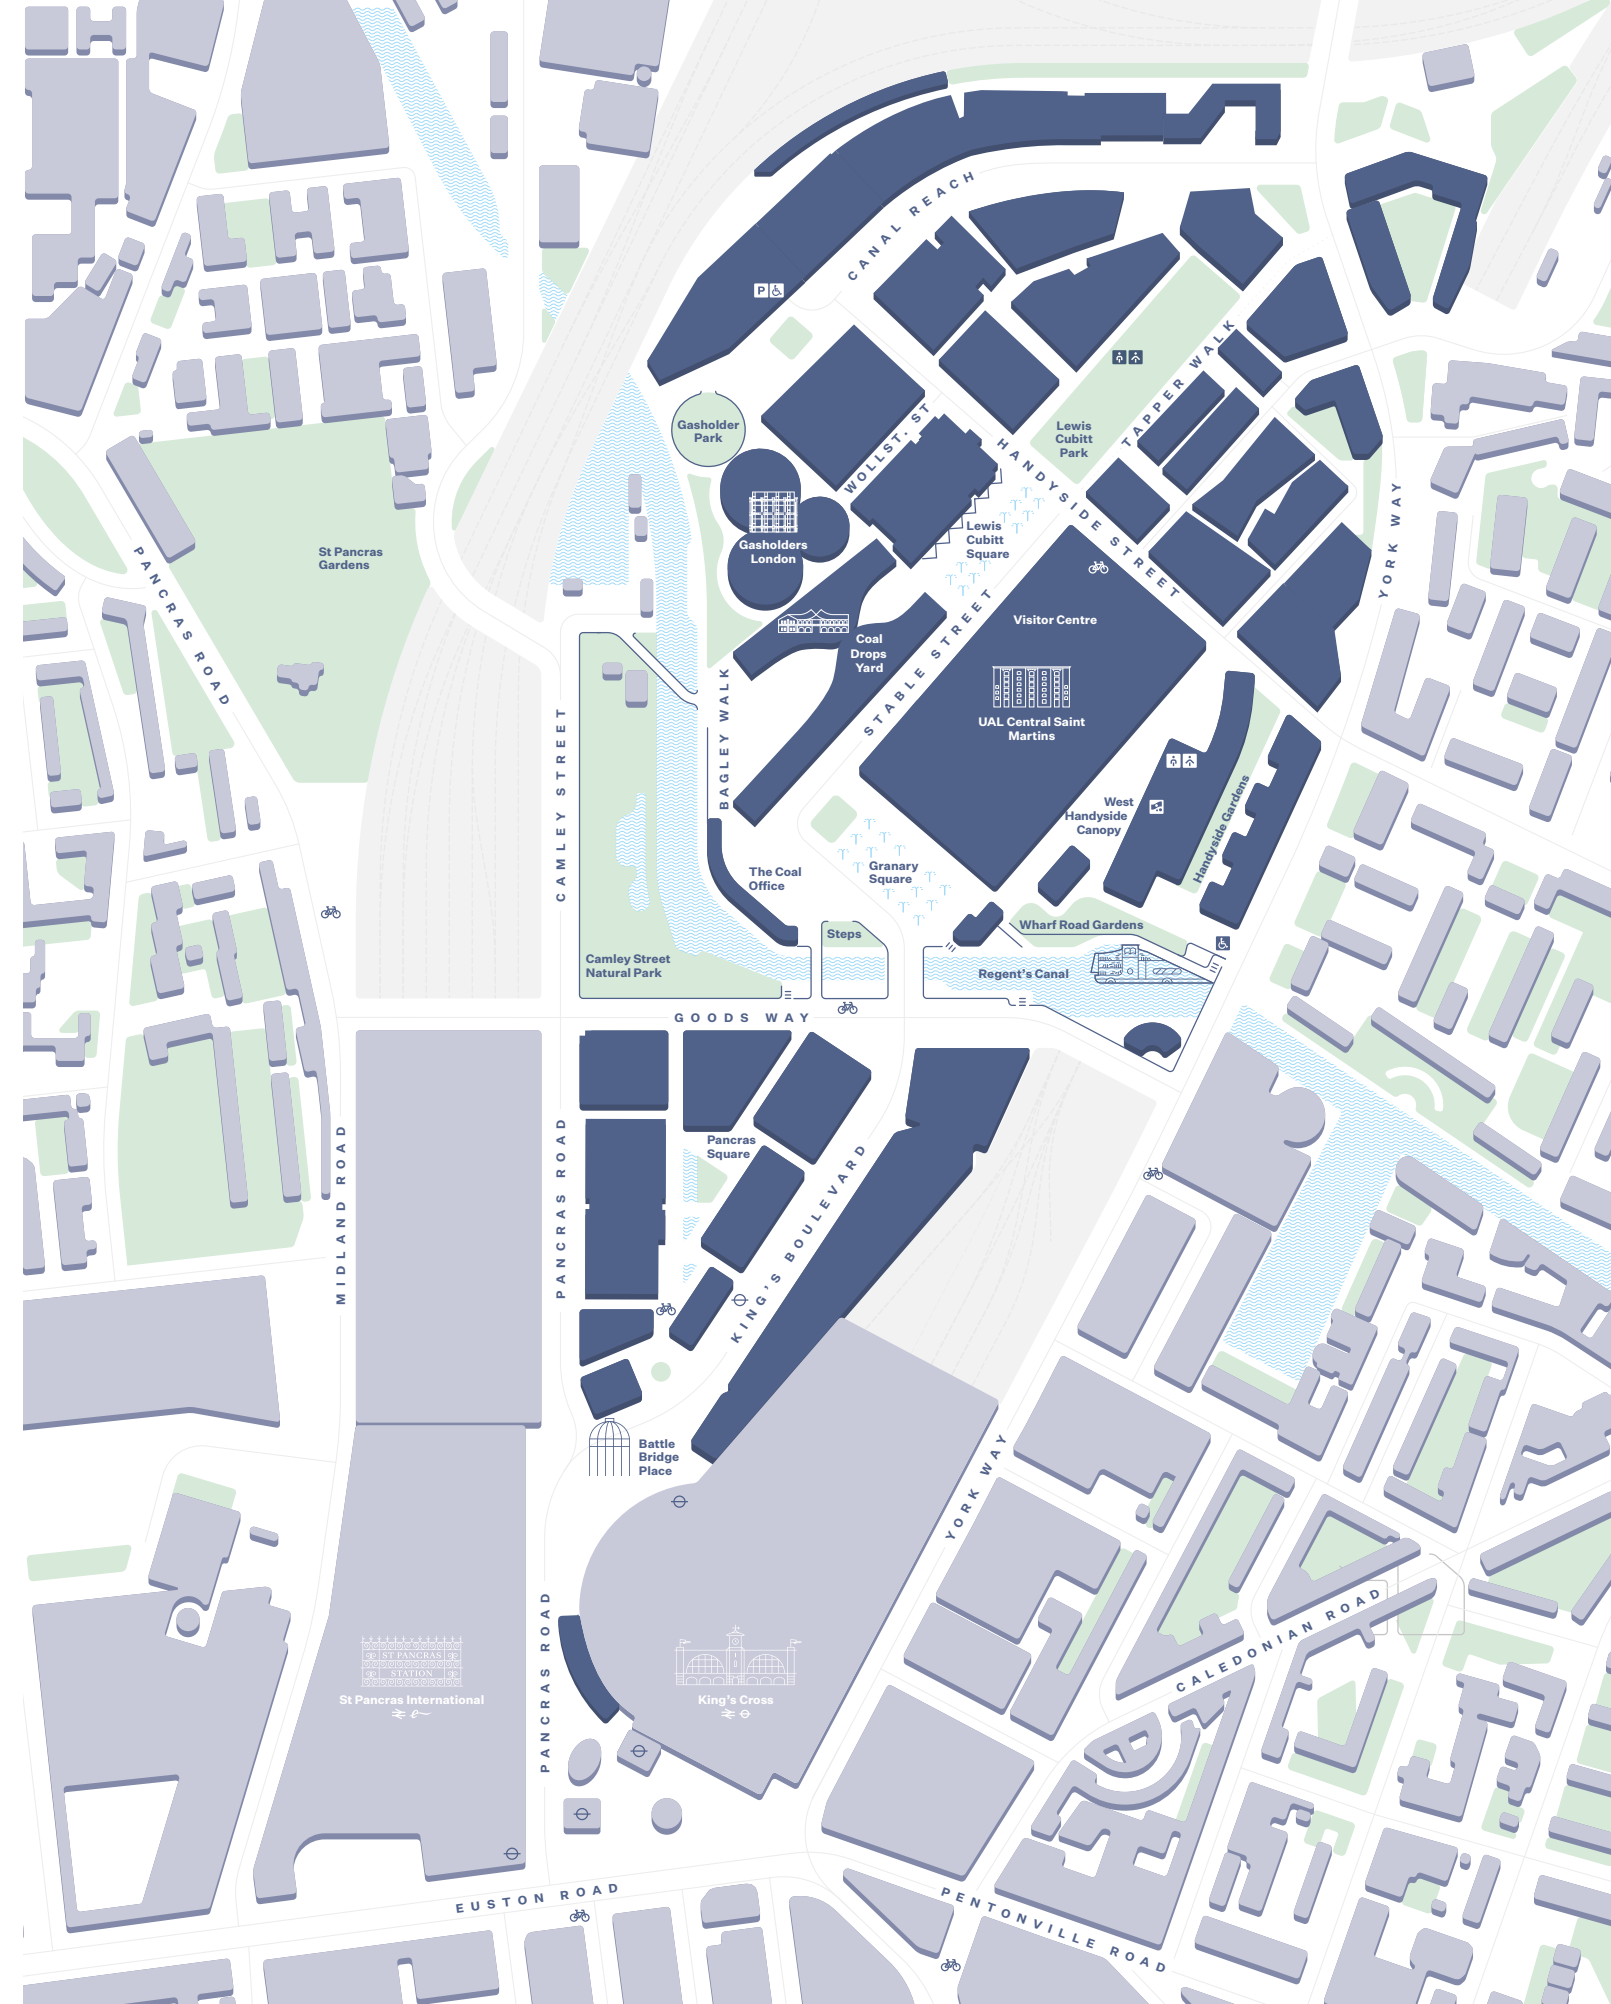 CANAL REACH
P
Gasholder
Park
WOLLST. ST
Lewis
Cubitt
Park
TAPPER WALK
HANDYSIDE STREET
YORK WAY
Lewis
Cubitt
Square
Gasholders
London
St Pancras
Gardens
PANCRAS ROAD
Visitor Centre
Coal
Drops
Yard
STABLE STREET
UAL Central Saint
Martins
BAGLEY WALK
CAMLEY STREET
West
Handyside
Canopy
Handyside Gardens
The Coal
Office
Granary
Square
Steps
Wharf Road Gardens
Camley Street
Natural Park
Regent's Canal
GOODS WAY
MIDLAND ROAD
PANCRAS ROAD
Pancras
Square
KING'S BOULEVARD
Battle
Bridge
Place
YORK WAY
PANCRAS ROAD
CALEDONIAN ROAD
ST PANCRAS
STATION
St Pancras International
King's Cross
EUSTON ROAD
PENTONVILLE ROAD